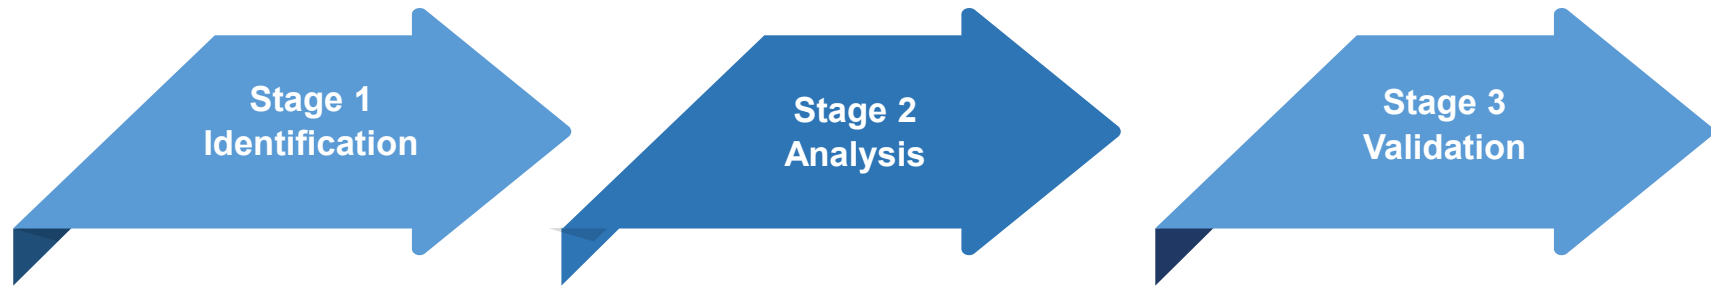 Stage 1
Identification
Stage 2
Analysis
Stage 3
Validation